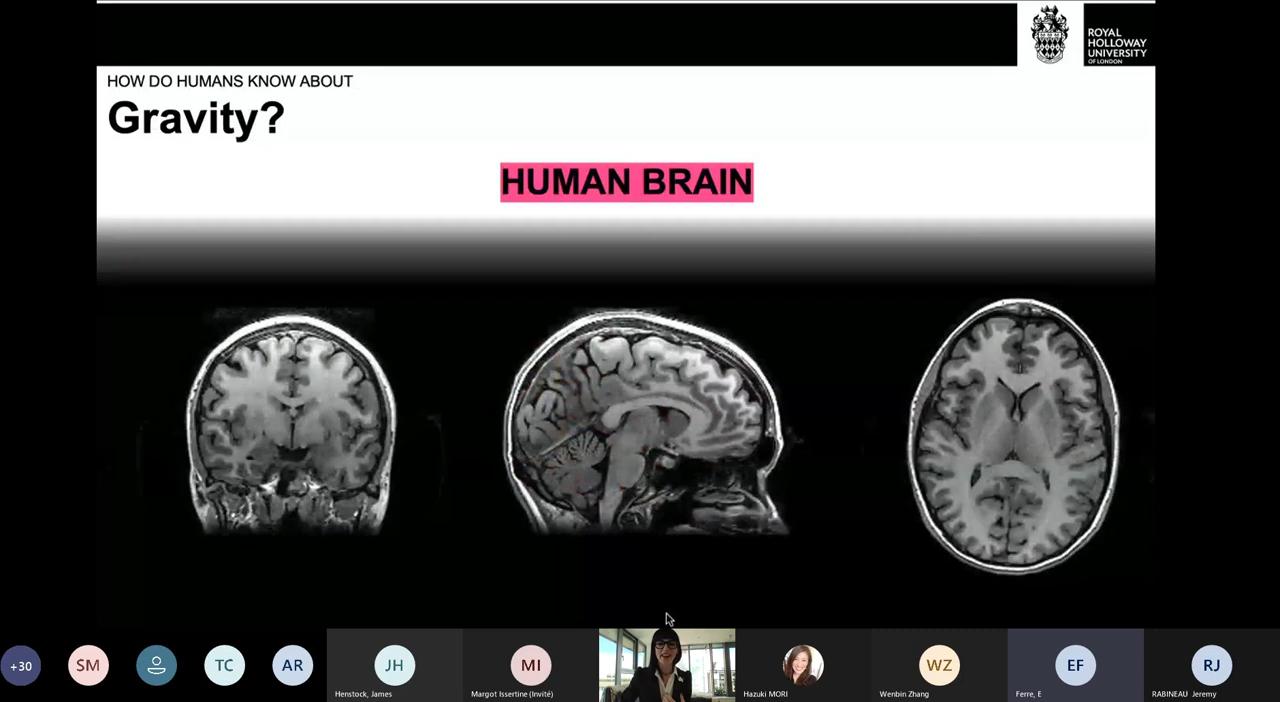 ROYAL
HOLLOWAY
UNIVERSITY
OF LONDON
HOW DO HUMANS KNOW ABOUT
Gravity?
HUMAN BRAIN
+30
SM
TC
AR
JH
Henstock, James
MI
Margot Issertine (Invité)
Hazuki MORI
WZ
Wenbin Zhang
EF
Ferre, E
RJ
RABINEAU Jeremy